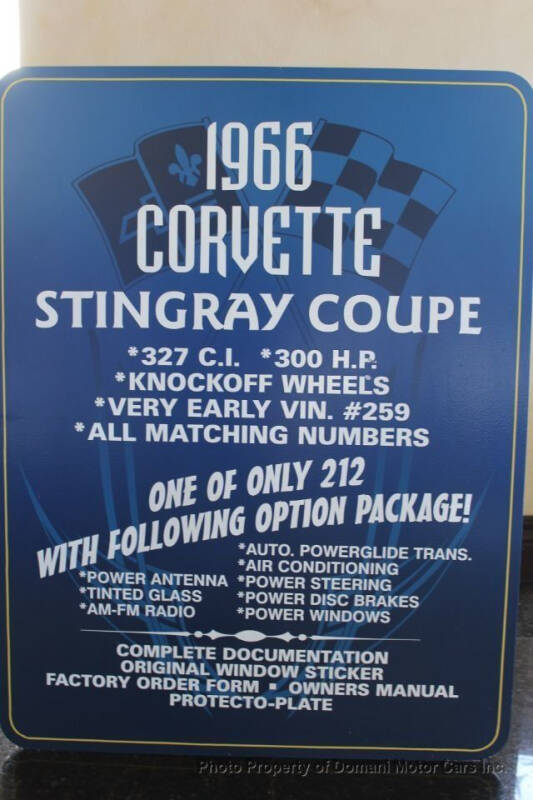 1966
CORVETTE
STINGRAY COUPE
*327 C.I. *300 H.P.
*KNOCKOFF WHEELS
*VERY EARLY VIN. #259
*ALL MATCHING NUMBERS
ONE OF ONLY 212
WITH FOLLOWING OPTION PACKAGE!
*AUTO. POWERGLIDE TRANS.
*AIR CONDITIONING
*POWER ANTENNA *POWER STEERING
*TINTED GLASS *POWER DISC BRAKES
*AM-FM RADIO *POWER WINDOWS
COMPLETE DOCUMENTATION
ORIGINAL WINDOW STICKER
FACTORY ORDER FORM ▪ OWNERS MANUAL
PROTECTO-PLATE
Photo Property of Domani Motor Cars Inc.